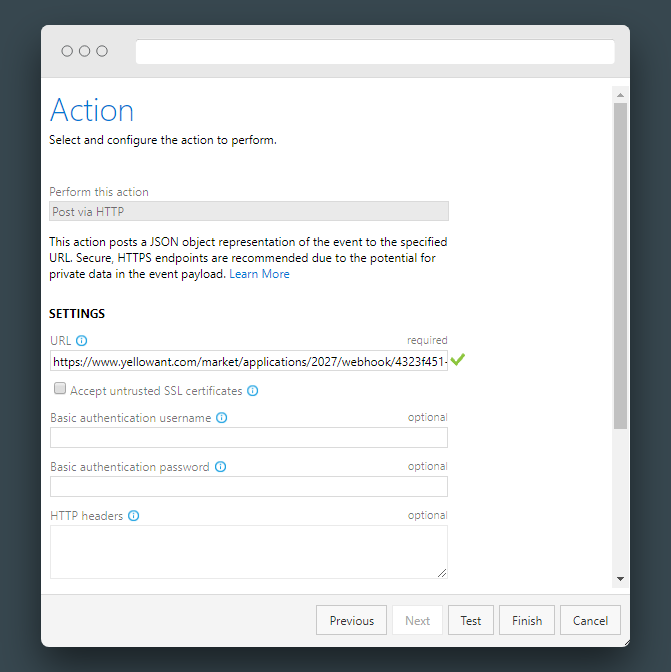 Action
Select and configure the action to perform.
Perform this action
Post via HTTP
This action posts a JSON object representation of the event to the specified
URL. Secure, HTTPS endpoints are recommended due to the potential for
private data in the event payload. Learn More
SETTINGS
URL required
https://www.yellowant.com/market/applications/2027/webhook/4323f451-
Accept untrusted SSL certificates
Basic authentication username optional
Basic authentication password optional
HTTP headers optional
Previous Next Test Finish Cancel